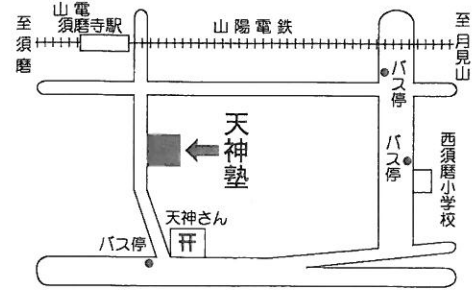 山電
須磨寺駅
至須磨
山陽電鉄
至月見山
バス停
天神塾
バス停
西須磨小学校
天神さん
バス停